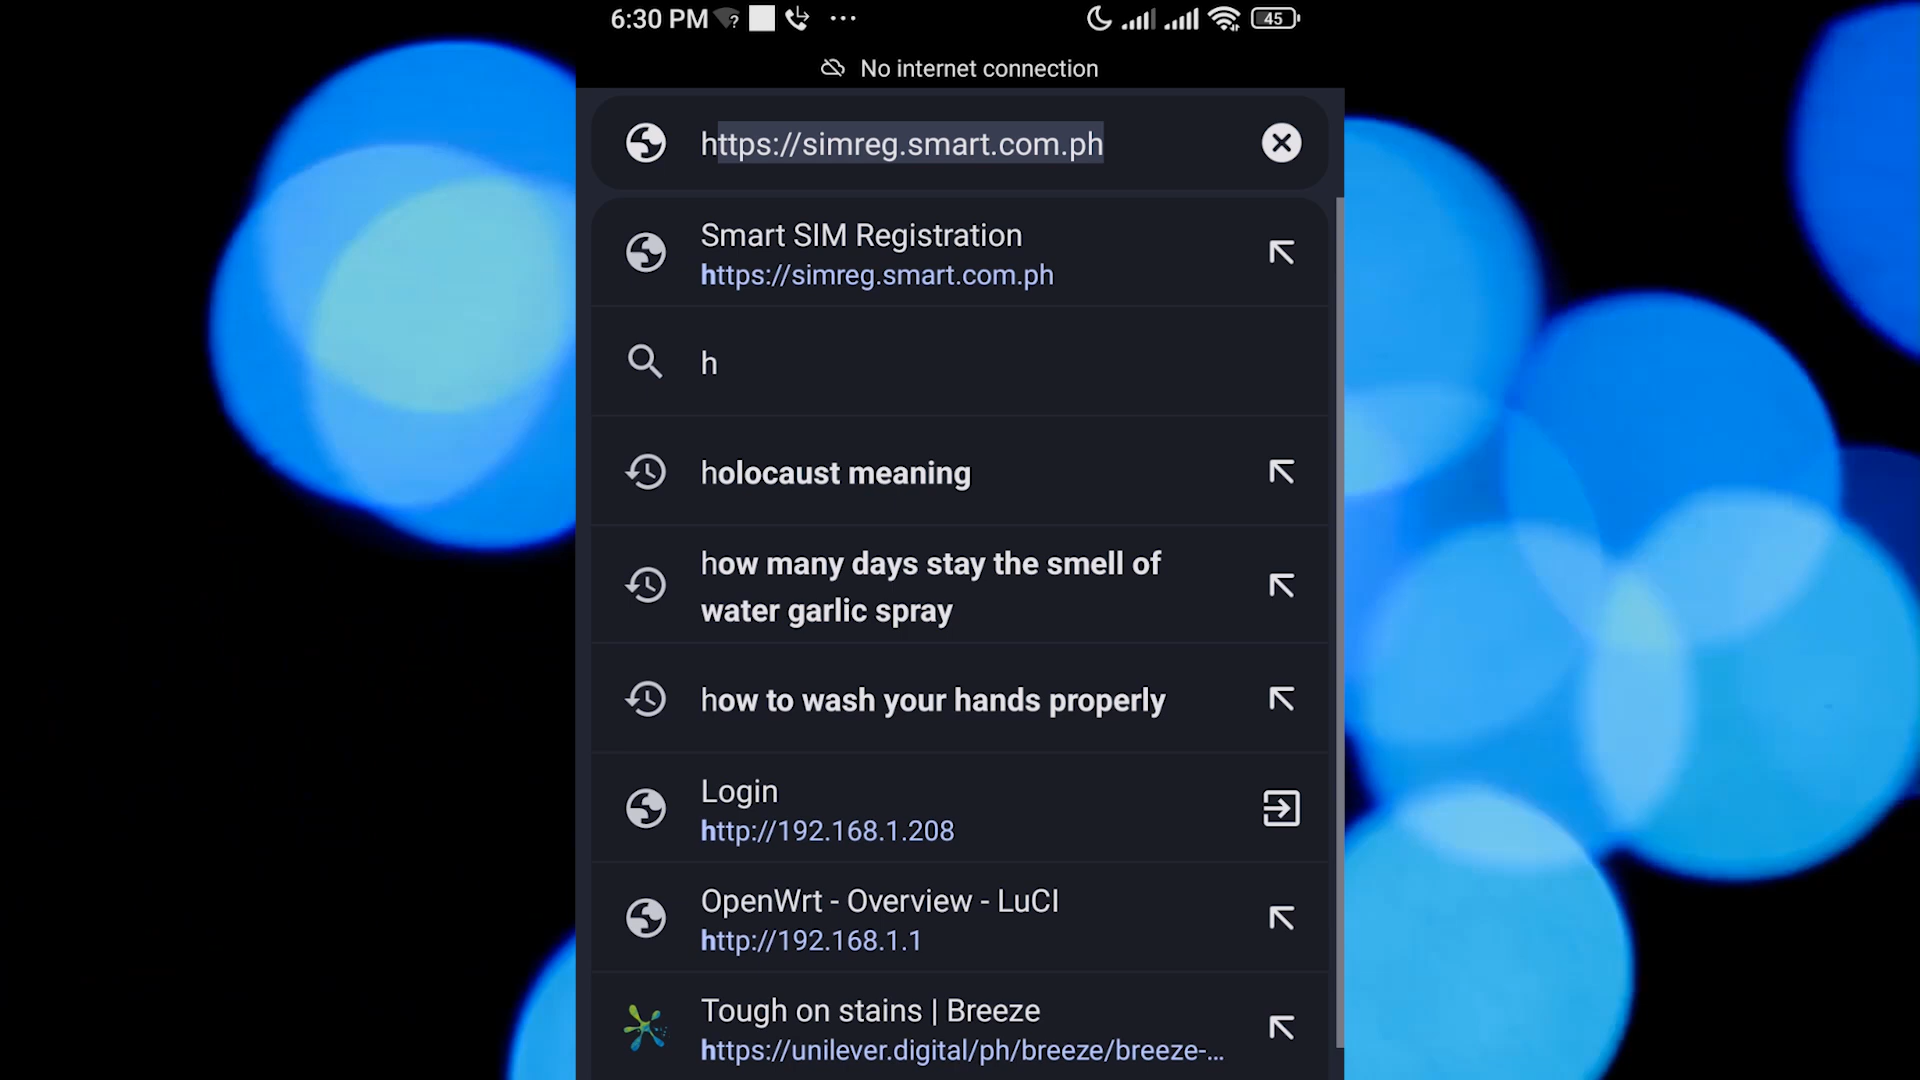 6:30 PM
45
No internet connection
https://simreg.smart.com.ph
Smart SIM Registration
https://simreg.smart.com.ph
h
holocaust meaning
how many days stay the smell of
water garlic spray
how to wash your hands properly
Login
http://192.168.1.208
OpenWrt - Overview - LuCI
http://192.168.1.1
Tough on stains | Breeze
https://unilever.digital/ph/breeze/breeze-...